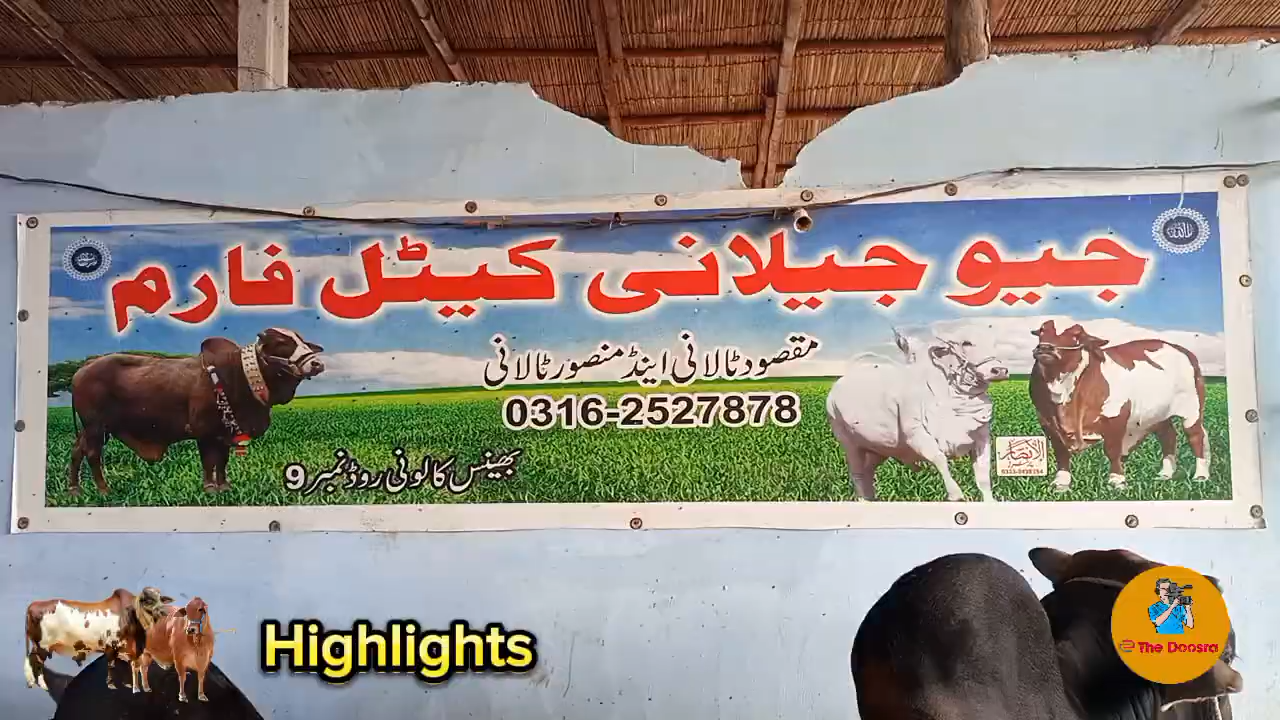 جیو جیلانی کیٹل فارم
مقصود ٹالانی اینڈ منصور ٹالانی
0316-2527878
بھینس کالونی روڈ نمبر 9
Highlights
The Doosra